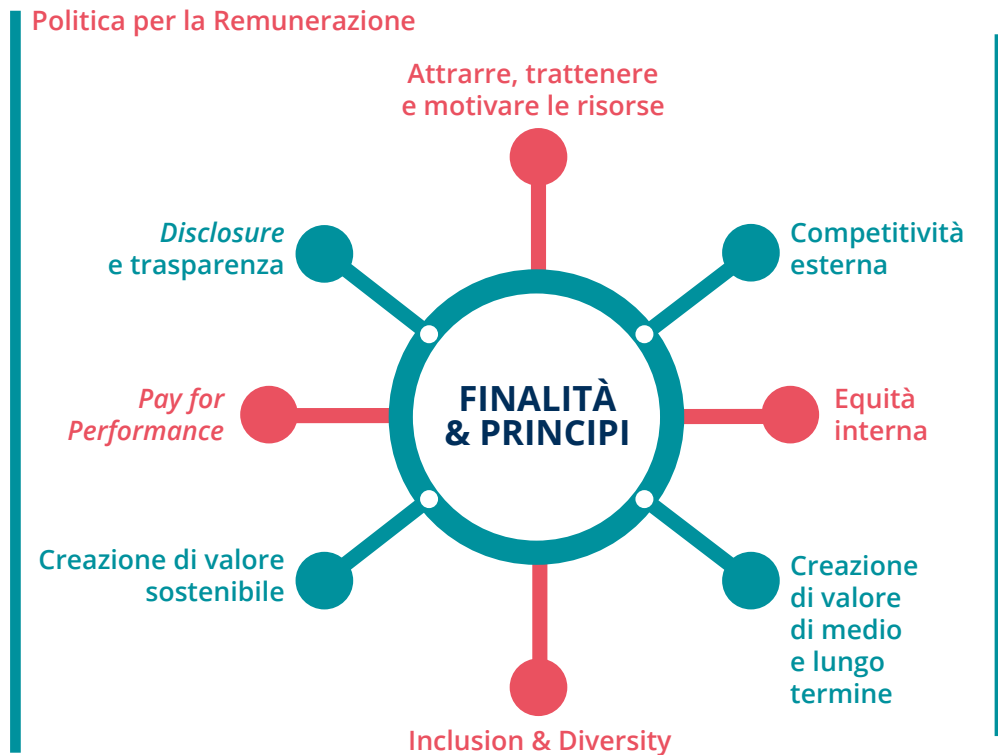 Politica per la Remunerazione
Attrarre, trattenere
e motivare le risorse
Disclosure
e trasparenza
Competitività
esterna
Pay for
Performance
FINALITÀ
& PRINCIPI
Equità
interna
Creazione di valore
sostenibile
Creazione
di valore
di medio
e lungo
termine
Inclusion & Diversity